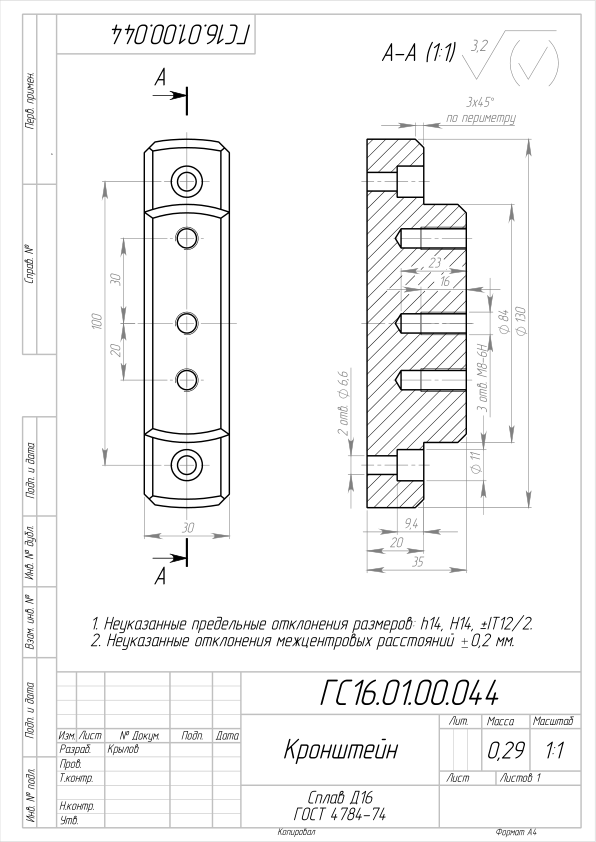 ГС16.01.00.044
А-А (1:1)
3,2
(√)
А
3x45°
по периметру
30
100
20
23
16
Ф 84
Ф 130
3 отв. М8-6Н
2 отв. Ф 6,6
Ф 11
9,4
20
35
30
А
1. Неуказанные предельные отклонения размеров: h14, H14, ±IT12/2.
2. Неуказанные отклонения межцентровых расстояний ±0,2 мм.
Перв. примен.
Справ. №
Подп. и дата
Инв. № дубл.
Взам. инв. №
Подп. и дата
Инв. № подл.
ГС16.01.00.044
Изм. Лист № Докум. Подп. Дата
Разраб. Крылов
Пров.
Т.контр.
Н.контр.
Утв.
Кронштейн
Лит. Масса Масштаб
0,29 1:1
Лист Листов 1
Сплав Д16
ГОСТ 4784-74
Копировал Формат А4